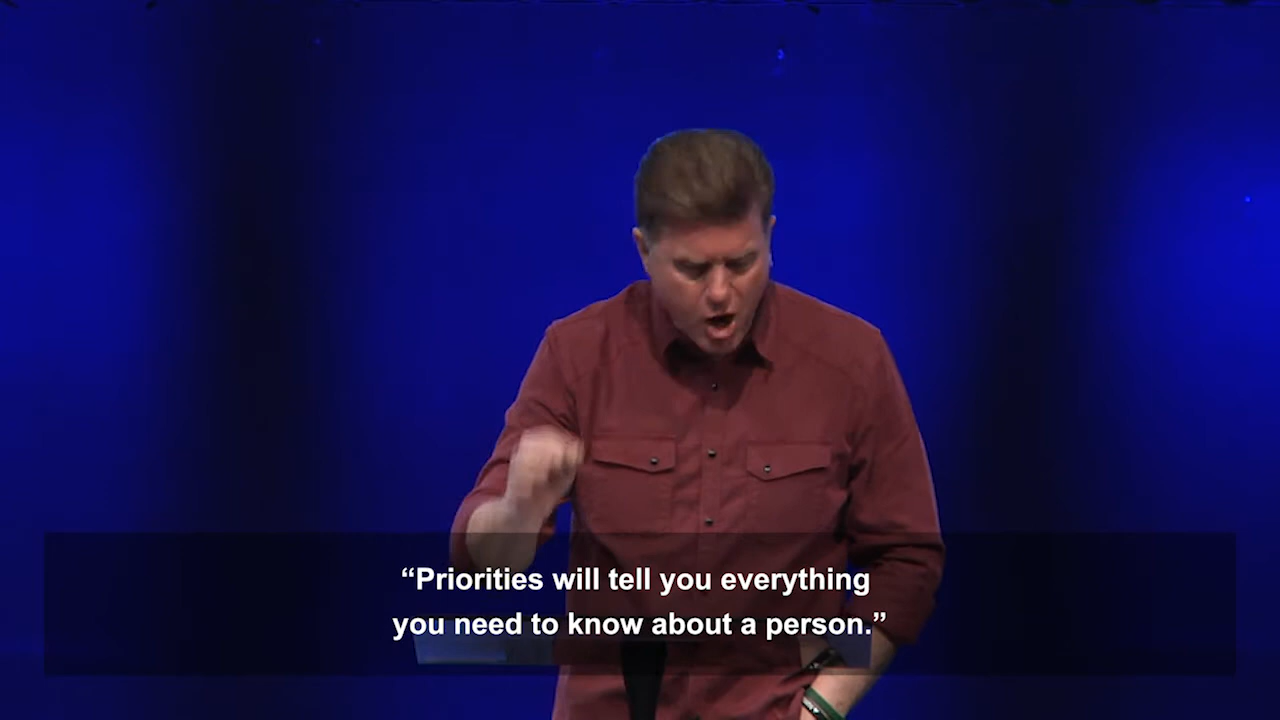 “Priorities will tell you everything
you need to know about a person.”